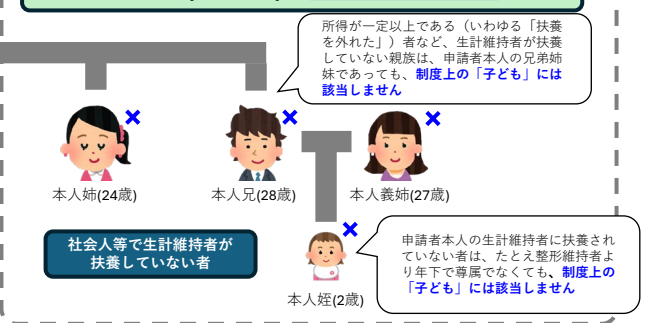 所得が一定以上である（いわゆる「扶養
を外れた」）者など、生計維持者が扶養
していない親族は、申請者本人の兄弟姉
妹であっても、制度上の「子ども」には
該当しません
本人姉(24歳)
本人兄(28歳)
本人義姉(27歳)
社会人等で生計維持者が
扶養していない者
申請者本人の生計維持者に扶養され
ていない者は、たとえ整形維持者よ
り年下で尊属でなくても、制度上の
「子ども」には該当しません
本人姪(2歳)